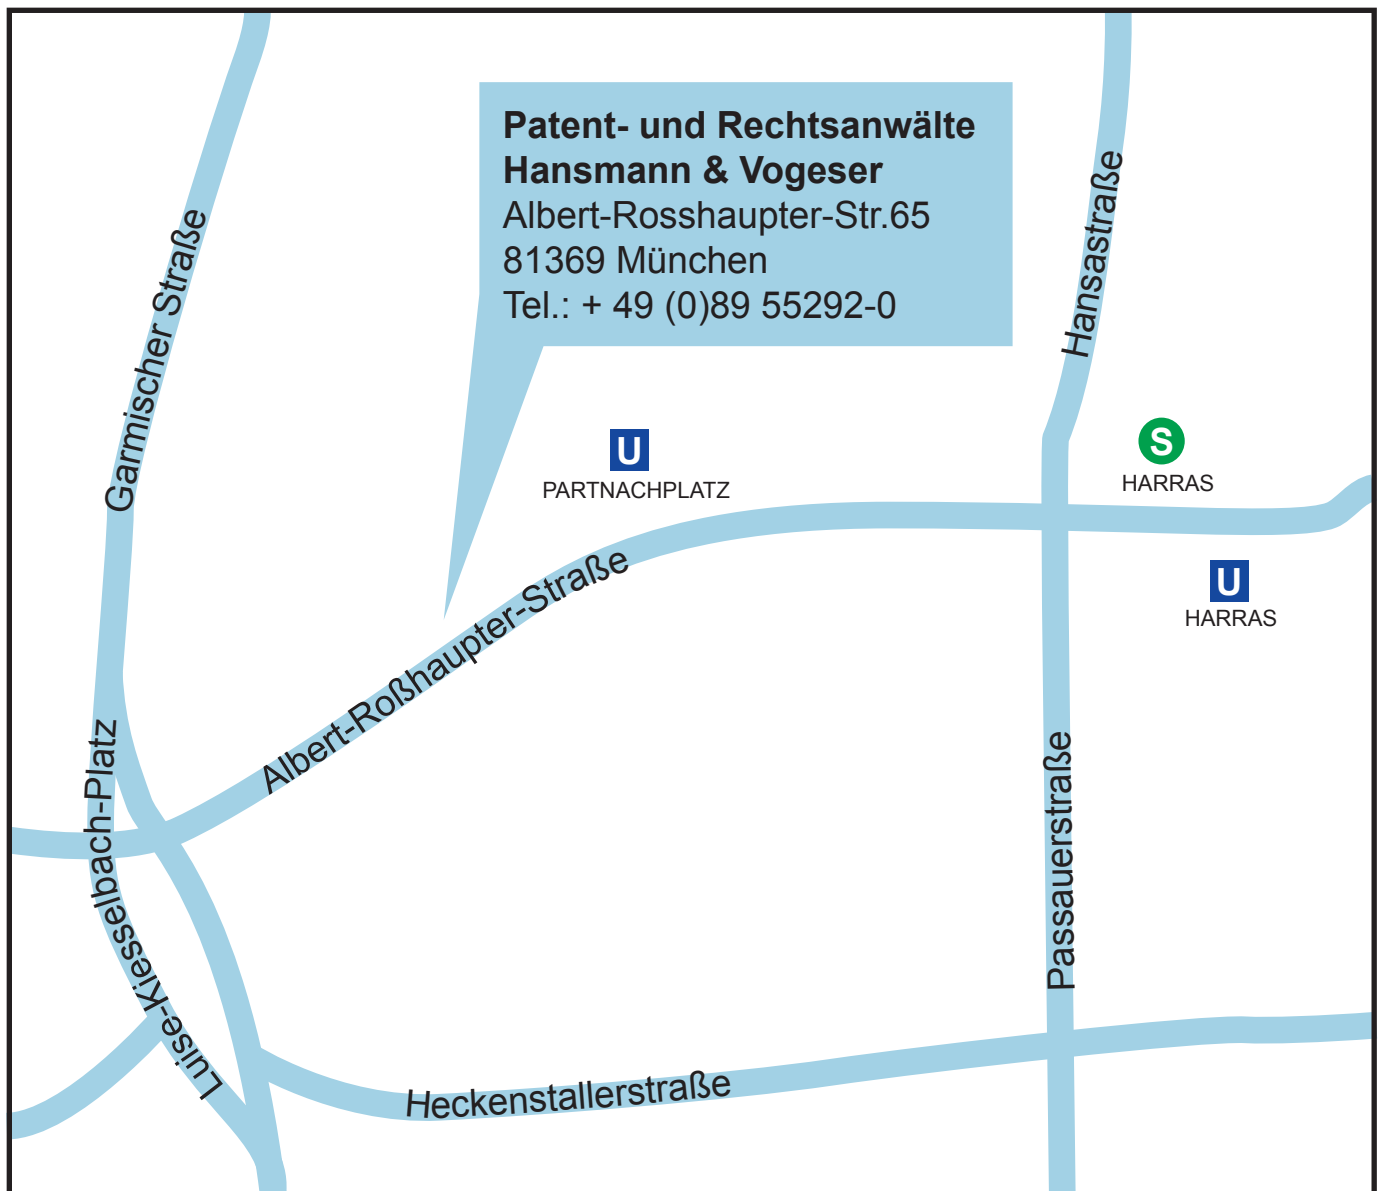 Patent- und Rechtsanwälte
Hansmann & Vogeser
Albert-Rosshaupter-Str.65
81369 München
Tel.: + 49 (0)89 55292-0
Garmischer Straße
Hansastraße
U
PARTNACHPLATZ
S
HARRAS
U
HARRAS
Albert-Roßhaupter-Straße
Luise-Kiesselbach-Platz
Passauerstraße
Heckenstallerstraße